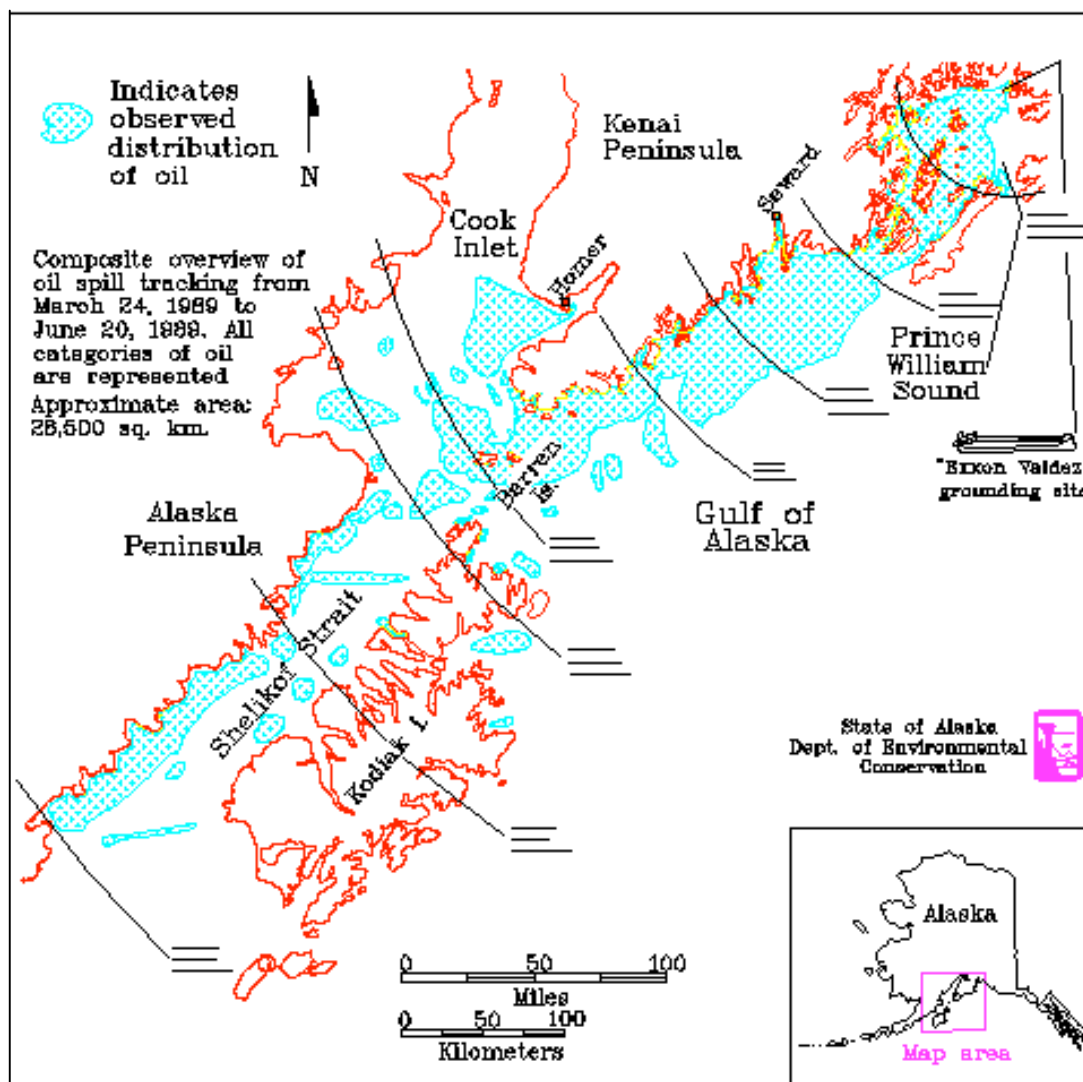 Indicates
observed
distribution
of oil
N
Kenai
Peninsula
Seward
Cook
Inlet
Homer
Composite overview of
oil spill tracking from
March 24, 1989 to
June 20, 1989. All
categories of oil
are represented
Approximate area:
28,500 sq. km.
Prince
William
Sound
"Exxon Valdez
grounding site
Barren
Is.
Gulf of
Alaska
Alaska
Peninsula
Shelikof Strait
Kodiak I.
State of Alaska
Dept. of Environmental
Conservation
Alaska
Map area
0 50 100
Miles
0 50 100
Kilometers